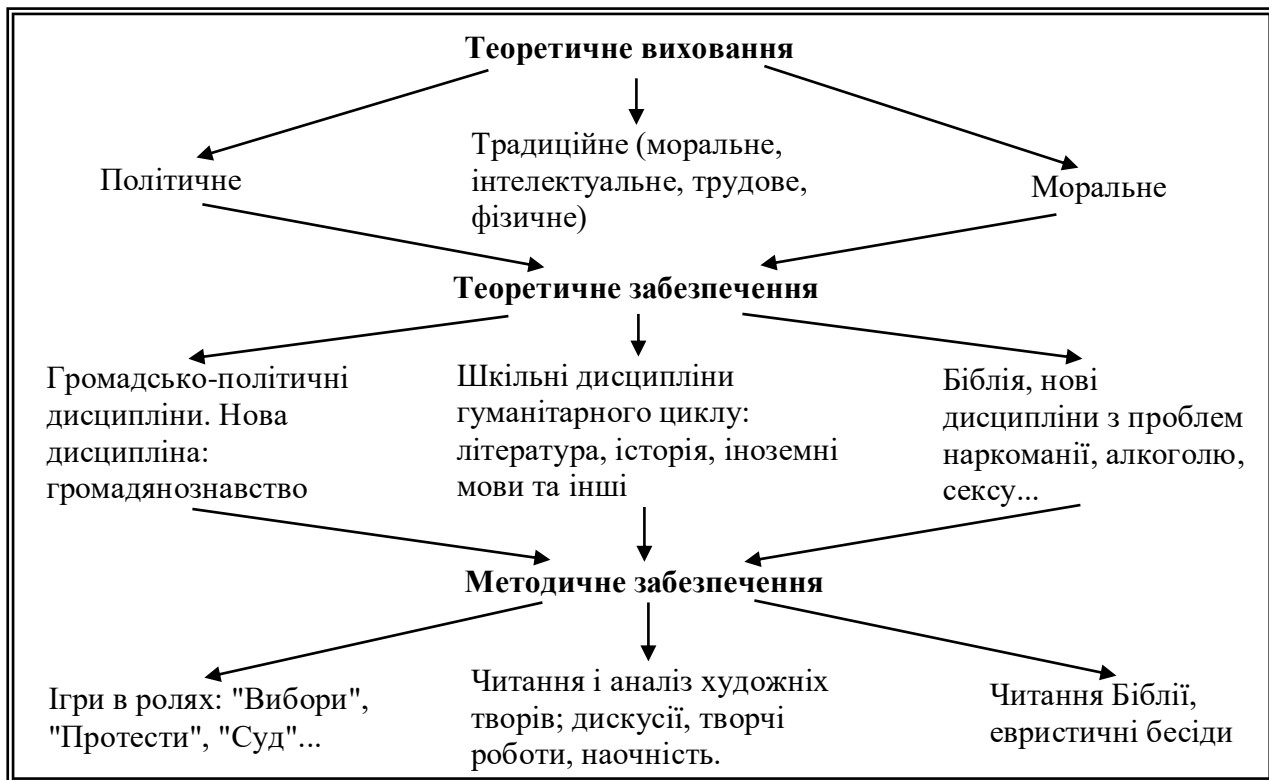 Теоретичне виховання
Політичне
Традиційне (моральне,
інтелектуальне, трудове,
фізичне)
Моральне
Теоретичне забезпечення
Громадсько-політичні
дисципліни. Нова
дисципліна:
громадянознавство
Шкільні дисципліни
гуманітарного циклу:
література, історія, іноземні
мови та інші
Біблія, нові
дисципліни з проблем
наркоманії, алкоголю,
сексу...
Методичне забезпечення
Ігри в ролях: "Вибори",
"Протести", "Суд"...
Читання і аналіз художніх
творів; дискусії, творчі
роботи, наочність.
Читання Біблії,
евристичні бесіди